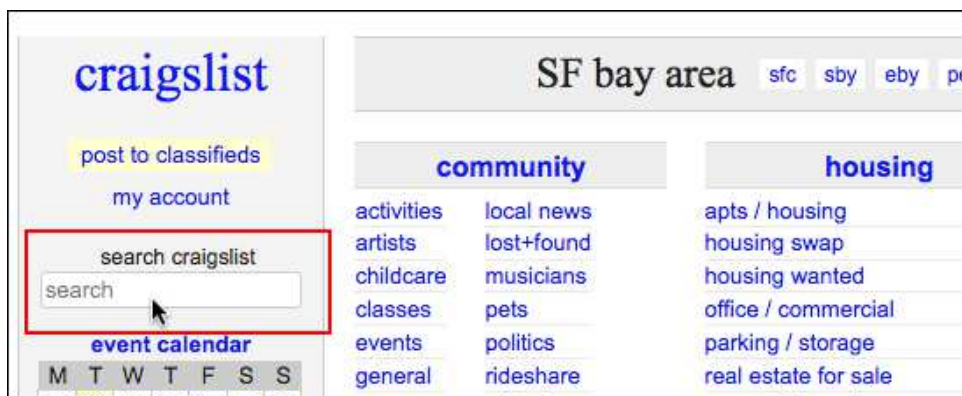 craigslist
post to classifieds
my account
search craigslist
search
event calendar
M T W T F S S
SF bay area sfc sby eby
community
activities local news
artists lost+found
childcare musicians
classes pets
events politics
general rideshare
housing
apts / housing
housing swap
housing wanted
office / commercial
parking / storage
real estate for sale